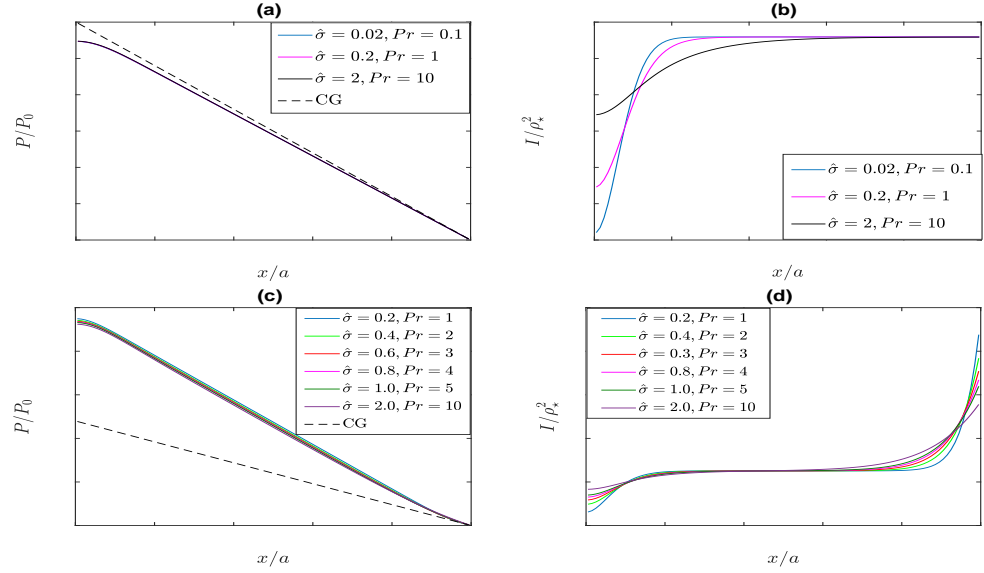 (a)
P/P₀
σ̂ = 0.02, Pr = 0.1
σ̂ = 0.2, Pr = 1
σ̂ = 2, Pr = 10
CG
x/a
(b)
I/ρ⋆²
σ̂ = 0.02, Pr = 0.1
σ̂ = 0.2, Pr = 1
σ̂ = 2, Pr = 10
x/a
(c)
P/P₀
σ̂ = 0.2, Pr = 1
σ̂ = 0.4, Pr = 2
σ̂ = 0.6, Pr = 3
σ̂ = 0.8, Pr = 4
σ̂ = 1.0, Pr = 5
σ̂ = 2.0, Pr = 10
CG
x/a
(d)
I/ρ⋆²
σ̂ = 0.2, Pr = 1
σ̂ = 0.4, Pr = 2
σ̂ = 0.3, Pr = 3
σ̂ = 0.8, Pr = 4
σ̂ = 1.0, Pr = 5
σ̂ = 2.0, Pr = 10
x/a